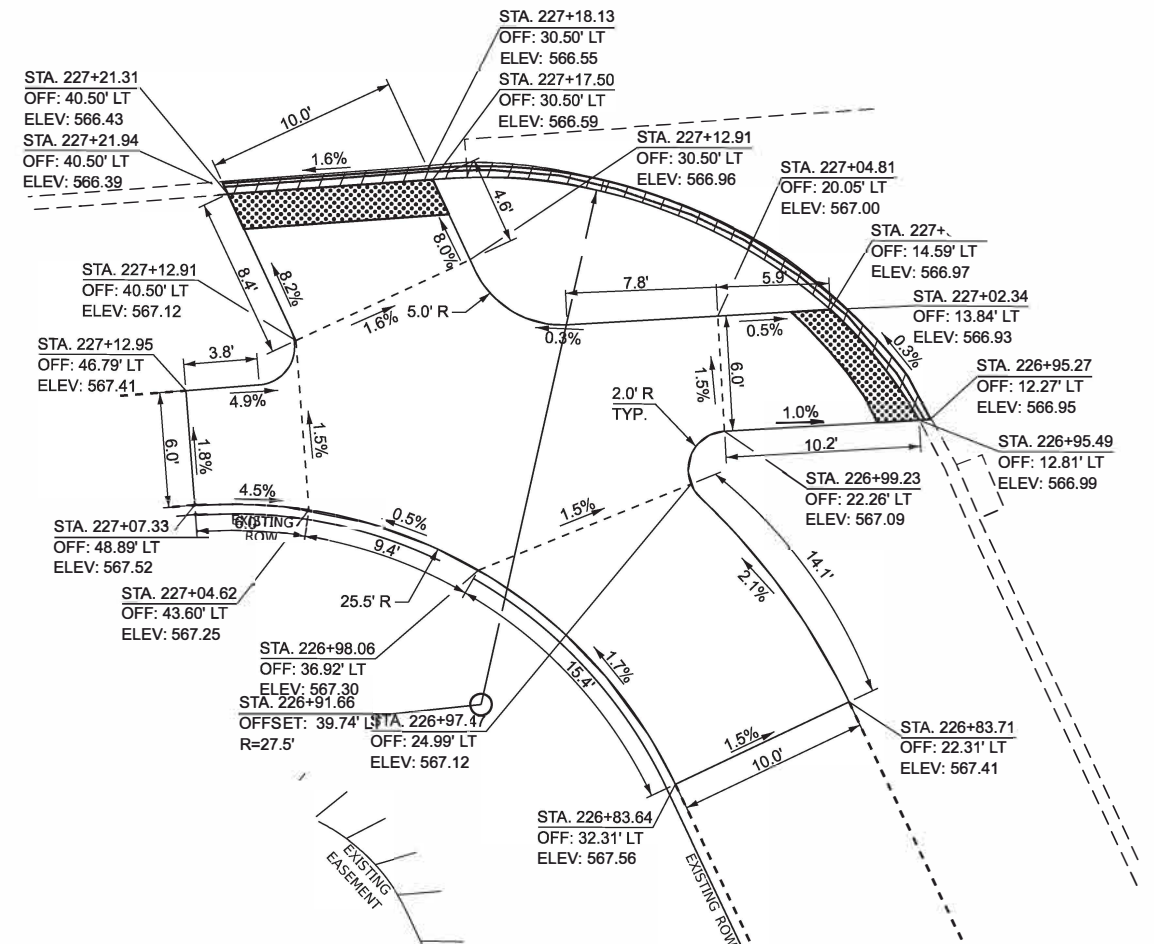 STA. 227+18.13
OFF: 30.50' LT
ELEV: 566.55
STA. 227+17.50
OFF: 30.50' LT
ELEV: 566.59
STA. 227+21.31
OFF: 40.50' LT
ELEV: 566.43
STA. 227+21.94
OFF: 40.50' LT
ELEV: 566.39
10.0'
1.6%
STA. 227+12.91
OFF: 30.50' LT
ELEV: 566.96
STA. 227+04.81
OFF: 20.05' LT
ELEV: 567.00
STA. 227+
OFF: 14.59' LT
ELEV: 566.97
STA. 227+02.34
OFF: 13.84' LT
ELEV: 566.93
STA. 226+95.27
OFF: 12.27' LT
ELEV: 566.95
STA. 226+95.49
OFF: 12.81' LT
ELEV: 566.99
STA. 227+12.91
OFF: 40.50' LT
ELEV: 567.12
STA. 227+12.95
OFF: 46.79' LT
ELEV: 567.41
4.6'
8.0%
8.4'
8.2%
1.6%
5.0' R
7.8'
5.9'
0.3%
0.5%
0.3%
3.8'
4.9%
6.0'
1.8%
1.5%
2.0' R
TYP.
1.5%
6.0'
1.0%
10.2'
STA. 226+99.23
OFF: 22.26' LT
ELEV: 567.09
4.5%
EXISTING
ROW
6.0'
0.5%
9.4'
1.5%
25.5' R
14.1'
2.1%
STA. 227+07.33
OFF: 48.89' LT
ELEV: 567.52
STA. 227+04.62
OFF: 43.60' LT
ELEV: 567.25
STA. 226+98.06
OFF: 36.92' LT
ELEV: 567.30
STA. 226+91.66
OFFSET: 39.74' L
R=27.5'
STA. 226+97.47
OFF: 24.99' LT
ELEV: 567.12
1.7%
15.4'
1.5%
10.0'
STA. 226+83.71
OFF: 22.31' LT
ELEV: 567.41
STA. 226+83.64
OFF: 32.31' LT
ELEV: 567.56
EXISTING
EASEMENT
EXISTING ROW